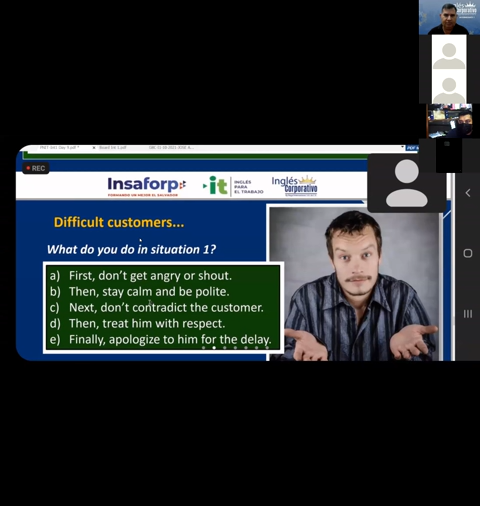 Inglés
Corporativo
REC
Insaforp
FORMANDO UN MEJOR EL SALVADOR
it
INGLÉS
PARA
EL TRABAJO
Inglés
Corporativo
Difficult customers...
What do you do in situation 1?
a) First, don't get angry or shout.
b) Then, stay calm and be polite.
c) Next, don't contradict the customer.
d) Then, treat him with respect.
e) Finally, apologize to him for the delay.